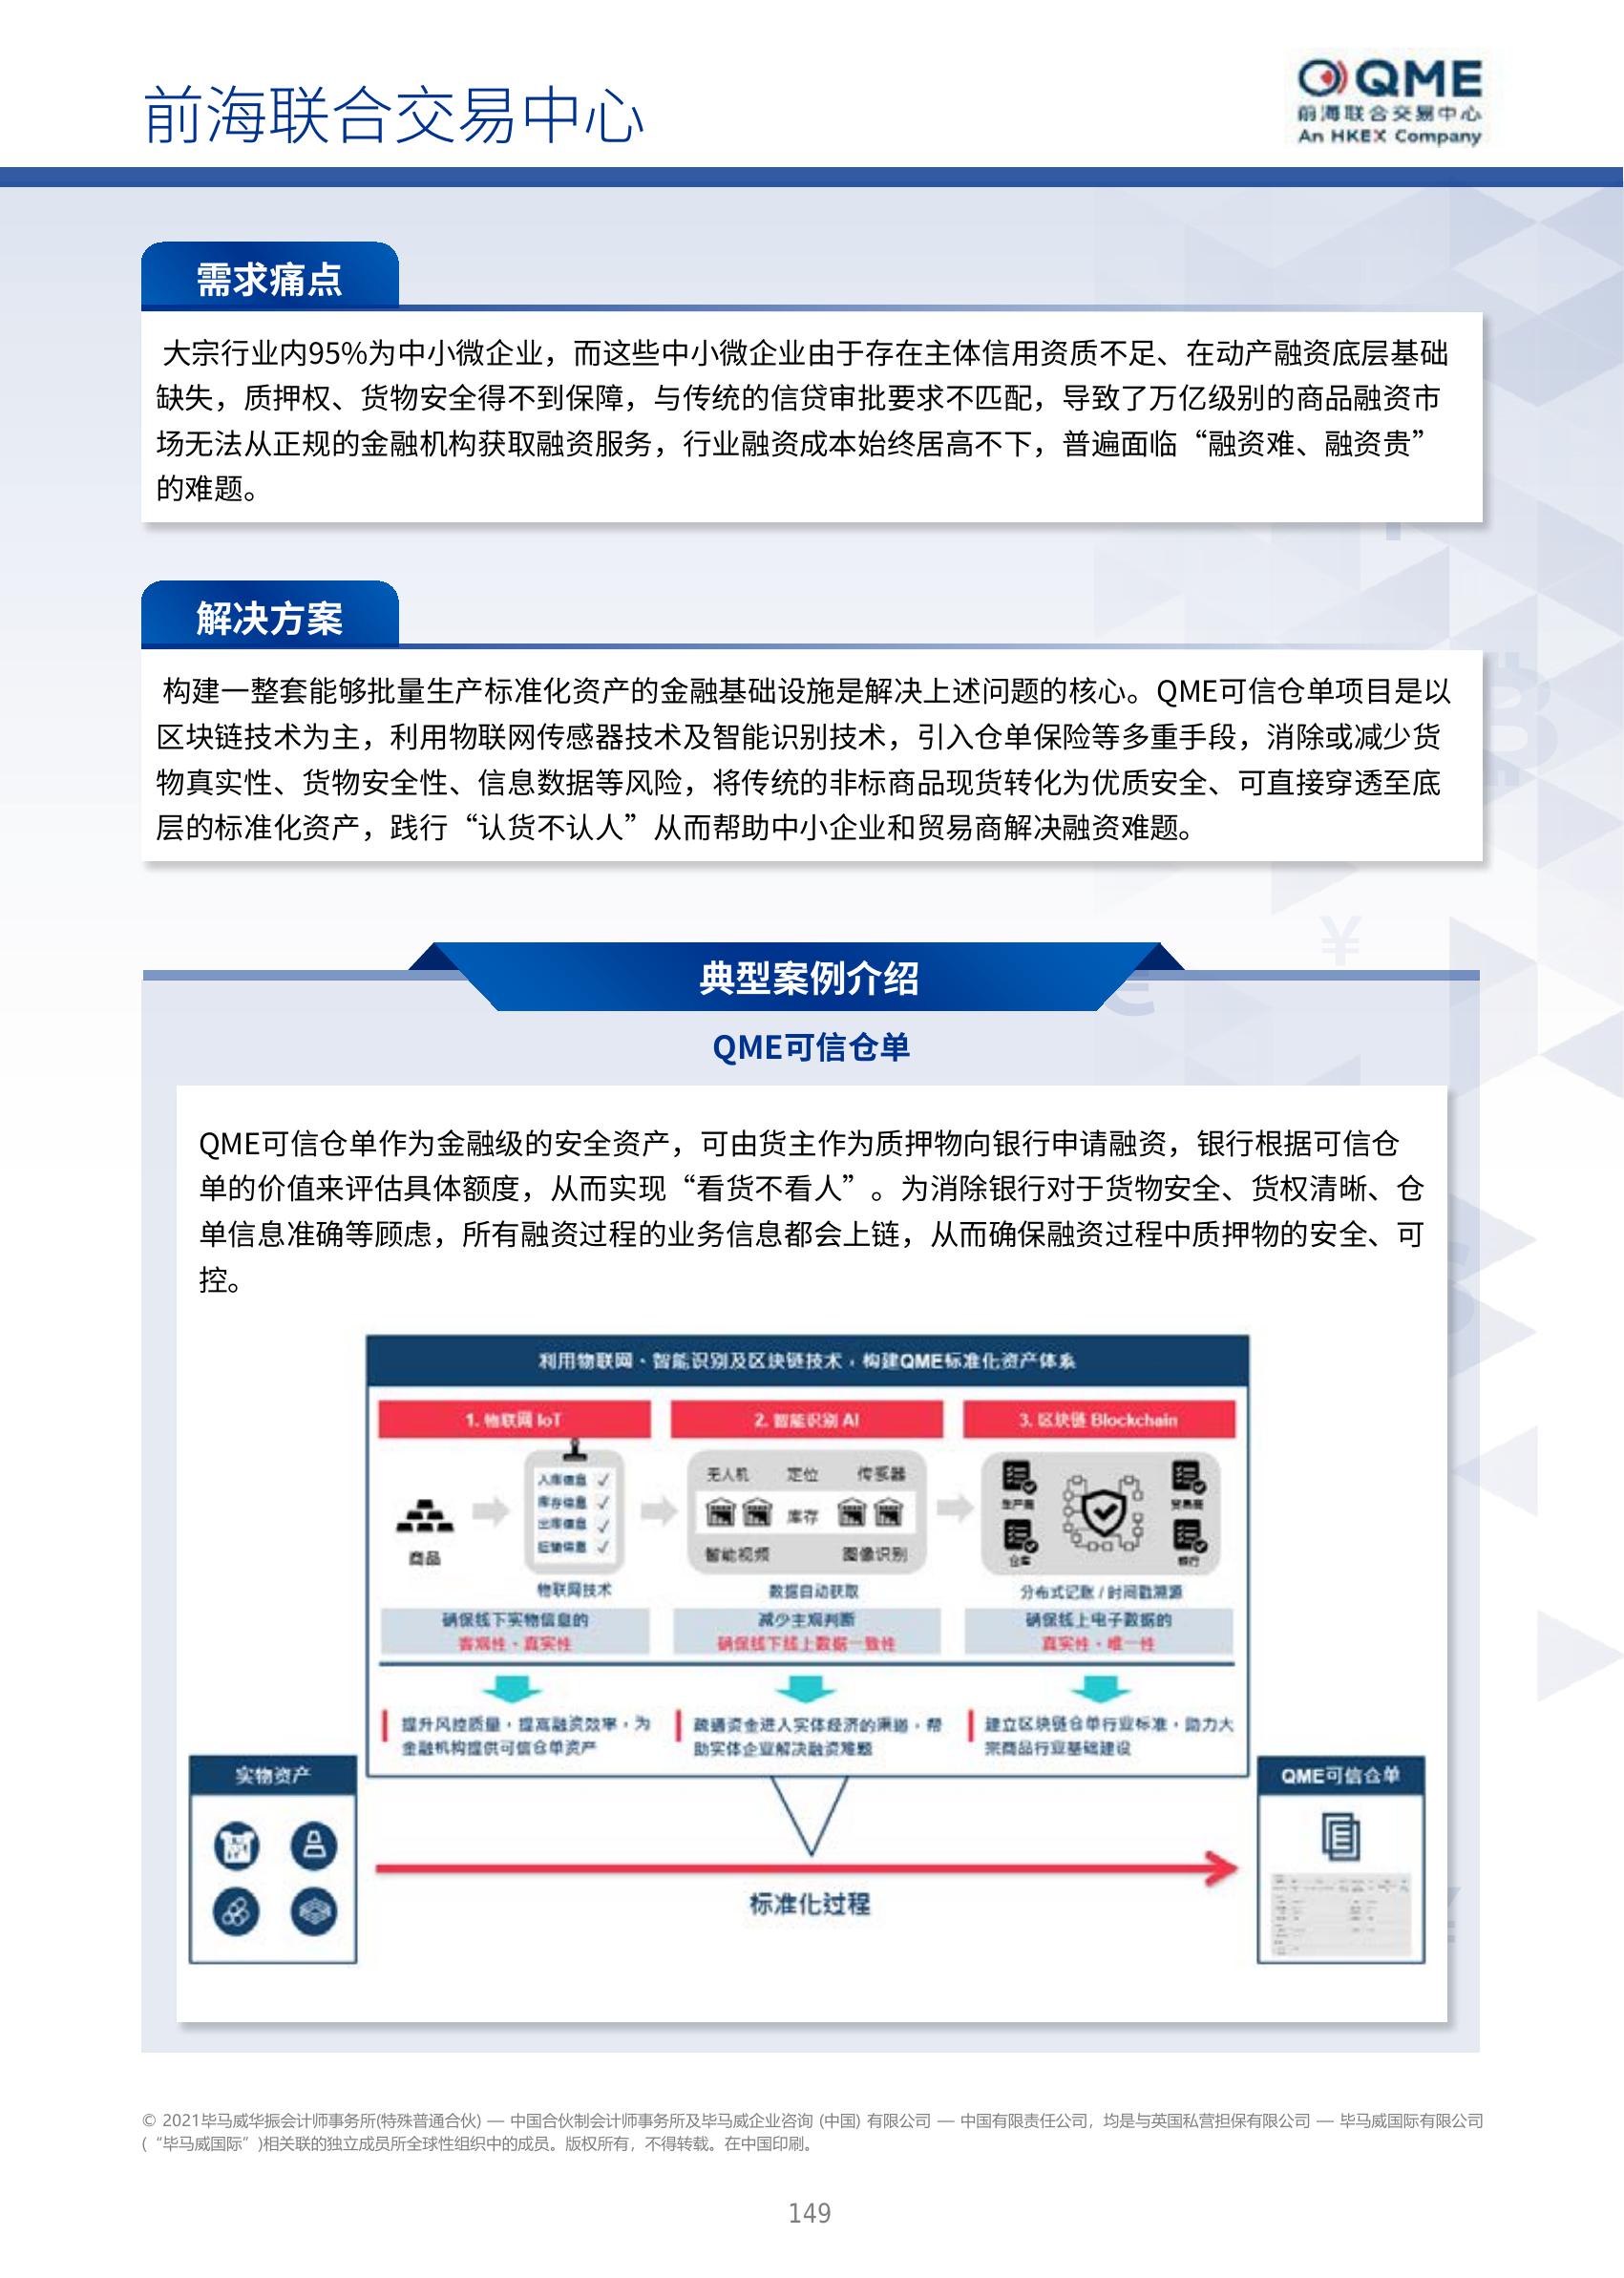 前海联合交易中心
QME
前海联合交易中心
An HKEX Company
需求痛点
大宗行业内95%为中小微企业，而这些中小微企业由于存在主体信用资质不足、在动产融资底层基础
缺失，质押权、货物安全得不到保障，与传统的信贷审批要求不匹配，导致了万亿级别的商品融资市
场无法从正规的金融机构获取融资服务，行业融资成本始终居高不下，普遍面临“融资难、融资贵”
的难题。
解决方案
构建一整套能够批量生产标准化资产的金融基础设施是解决上述问题的核心。QME可信仓单项目是以
区块链技术为主，利用物联网传感器技术及智能识别技术，引入仓单保险等多重手段，消除或减少货
物真实性、货物安全性、信息数据等风险，将传统的非标商品现货转化为优质安全、可直接穿透至底
层的标准化资产，践行“认货不认人”从而帮助中小企业和贸易商解决融资难题。
典型案例介绍
QME可信仓单
QME可信仓单作为金融级的安全资产，可由货主作为质押物向银行申请融资，银行根据可信仓
单的价值来评估具体额度，从而实现“看货不看人”。为消除银行对于货物安全、货权清晰、仓
单信息准确等顾虑，所有融资过程的业务信息都会上链，从而确保融资过程中质押物的安全、可
控。
利用物联网、智能识别及区块链技术，构建QME标准化资产体系
1. 物联网 IoT
2. 智能识别 AI
3. 区块链 Blockchain
入库信息 ✓
库存信息 ✓
出库信息 ✓
运输信息 ✓
商品
物联网技术
无人机 定位 传感器
库存
智能视频 图像识别
数据自动获取
生产商 贸易商
仓库 银行
分布式记账 / 时间戳溯源
确保线下实物信息的
客观性、真实性
减少主观判断
确保线下线上数据一致性
确保线上电子数据的
真实性、唯一性
提升风控质量，提高融资效率，为
金融机构提供可信仓单资产
疏通资金进入实体经济的渠道，帮
助实体企业解决融资难题
建立区块链仓单行业标准，助力大
宗商品行业基础建设
实物资产
QME可信仓单
标准化过程
© 2021毕马威华振会计师事务所(特殊普通合伙) — 中国合伙制会计师事务所及毕马威企业咨询 (中国) 有限公司 — 中国有限责任公司，均是与英国私营担保有限公司 — 毕马威国际有限公司
(“毕马威国际”)相关联的独立成员所全球性组织中的成员。版权所有，不得转载。在中国印刷。
149